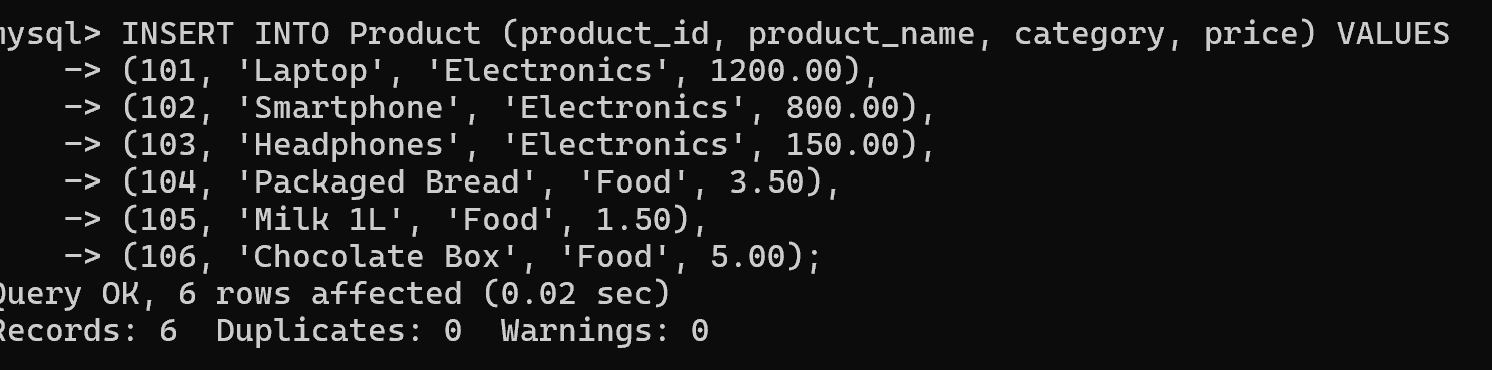 mysql> INSERT INTO Product (product_id, product_name, category, price) VALUES
    -> (101, 'Laptop', 'Electronics', 1200.00),
    -> (102, 'Smartphone', 'Electronics', 800.00),
    -> (103, 'Headphones', 'Electronics', 150.00),
    -> (104, 'Packaged Bread', 'Food', 3.50),
    -> (105, 'Milk 1L', 'Food', 1.50),
    -> (106, 'Chocolate Box', 'Food', 5.00);
Query OK, 6 rows affected (0.02 sec)
Records: 6  Duplicates: 0  Warnings: 0